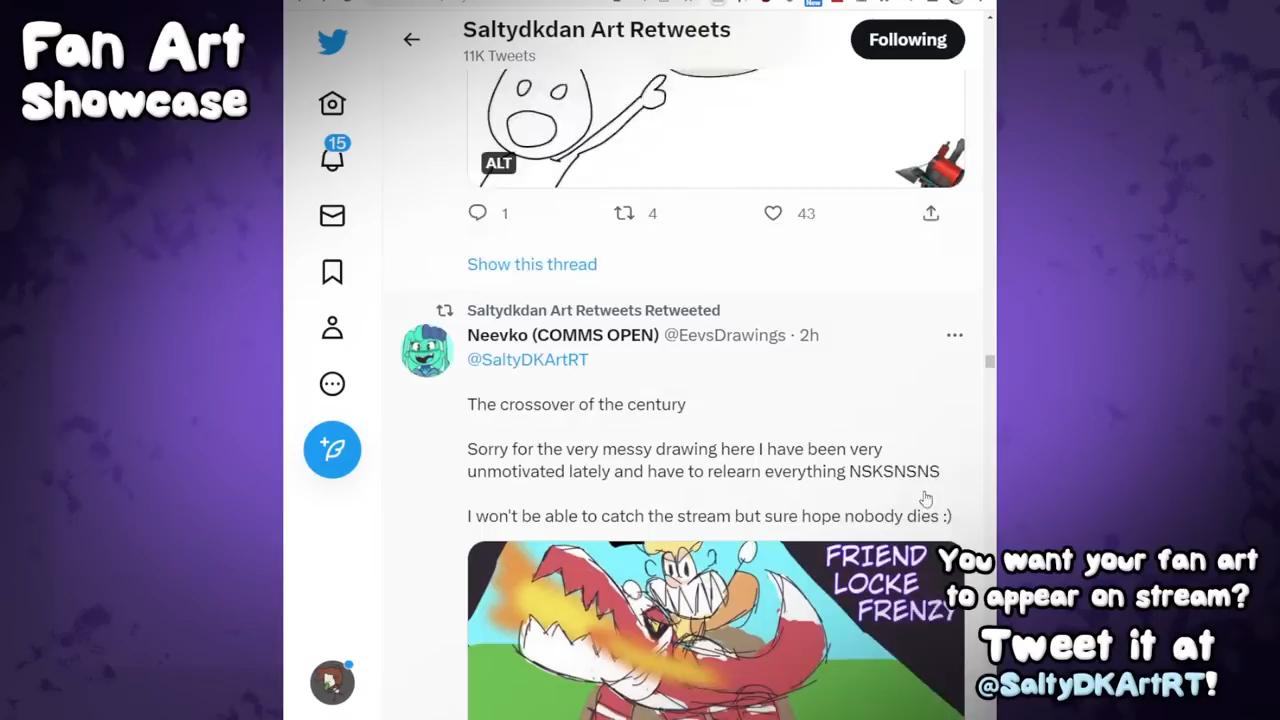 Fan Art
Showcase
New
Saltydkdan Art Retweets
11K Tweets
Following
15
ALT
1
4
43
Show this thread
Saltydkdan Art Retweets Retweeted
Neevko (COMMS OPEN) @EevsDrawings · 2h
@SaltyDKArtRT
The crossover of the century
Sorry for the very messy drawing here I have been very
unmotivated lately and have to relearn everything NSKSNSNS
I won't be able to catch the stream but sure hope nobody dies :)
FRIEND
LOCKE
FRENZY
You want your fan art
to appear on stream?
Tweet it at
@SaltyDKArtRT!